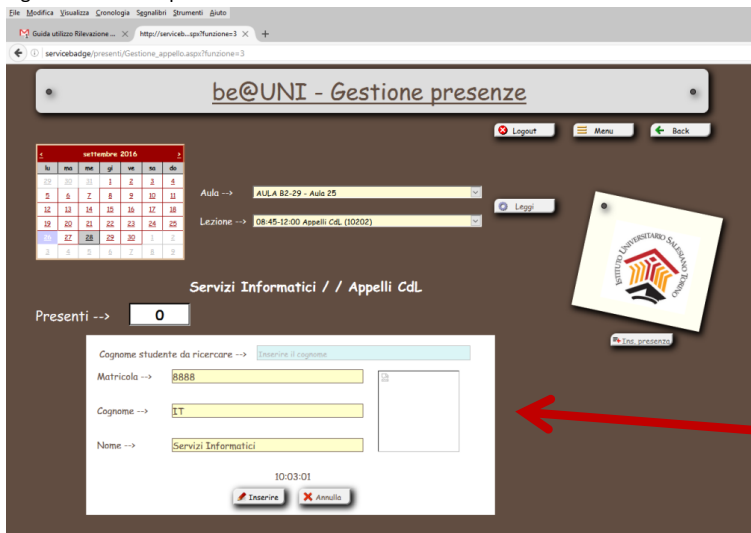 File Modifica Visualizza Cronologia Segnalibri Strumenti Aiuto
Guida utilizzo Rilevazione ... × http://serviceb...spx?funzione=3 × +
servicebadge/presenti/Gestione_appello.aspx?funzione=3
be@UNI - Gestione presenze
Logout Menu Back
< settembre 2016 >
lu ma me gi ve sa do
29 30 31 1 2 3 4
5 6 7 8 9 10 11
12 13 14 15 16 17 18
19 20 21 22 23 24 25
26 27 28 29 30 1 2
3 4 5 6 7 8 9
Aula --> AULA B2-29 - Aula 25
Leggi
Lezione --> 08:45-12:00 Appelli CdL (10202)
ISTITUTO UNIVERSITARIO SALESIANO TORINO
Servizi Informatici / / Appelli CdL
Presenti --> 0
Ins. presenza
Cognome studente da ricercare --> Inserire il cognome
Matricola --> 8888
Cognome --> IT
Nome --> Servizi Informatici
10:03:01
Inserire Annulla